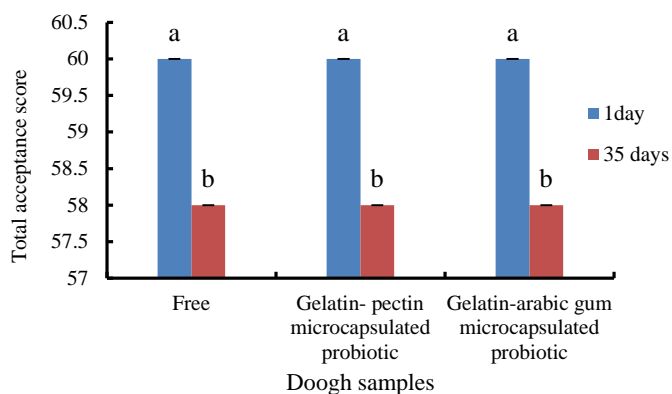 Total acceptance score
60.5
60
59.5
59
58.5
58
57.5
57
a
b
a
b
a
b
1day
35 days
Free
Gelatin- pectin
microcapsulated
probiotic
Gelatin-arabic gum
microcapsulated
probiotic
Doogh samples